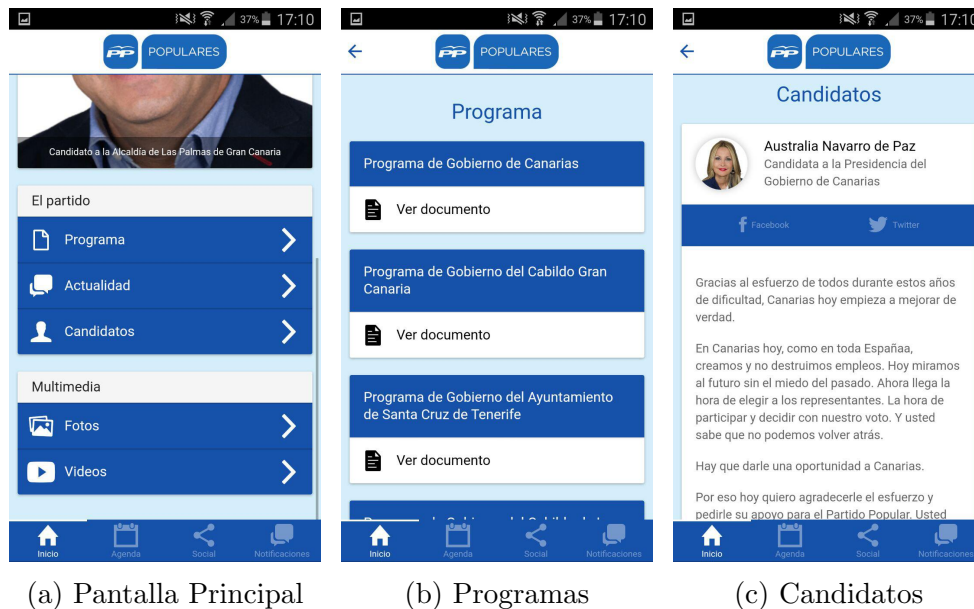 37% 17:10
PP POPULARES
Candidato a la Alcaldía de Las Palmas de Gran Canaria
El partido
Programa
Actualidad
Candidatos
Multimedia
Fotos
Videos
Inicio Agenda Social Notificaciones
(a) Pantalla Principal
37% 17:10
PP POPULARES
Programa
Programa de Gobierno de Canarias
Ver documento
Programa de Gobierno del Cabildo Gran
Canaria
Ver documento
Programa de Gobierno del Ayuntamiento
de Santa Cruz de Tenerife
Ver documento
Inicio Agenda Social Notificaciones
(b) Programas
37% 17:10
PP POPULARES
Candidatos
Australia Navarro de Paz
Candidata a la Presidencia del
Gobierno de Canarias
Facebook Twitter
Gracias al esfuerzo de todos durante estos años
de dificultad, Canarias hoy empieza a mejorar de
verdad.
En Canarias hoy, como en toda Españaa,
creamos y no destruimos empleos. Hoy miramos
al futuro sin el miedo del pasado. Ahora llega la
hora de elegir a los representantes. La hora de
participar y decidir con nuestro voto. Y usted
sabe que no podemos volver atrás.
Hay que darle una oportunidad a Canarias.
Por eso hoy quiero agradecerle el esfuerzo y
pedirle su apoyo para el Partido Popular. Usted
Inicio Agenda Social Notificaciones
(c) Candidatos